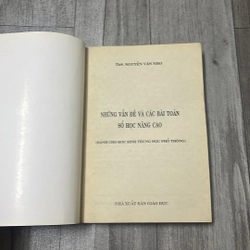 ThS. NGUYỄN VĂN NHO
NHỮNG VẤN ĐỀ VÀ CÁC BÀI TOÁN
SỐ HỌC NÂNG CAO
(DÀNH CHO HỌC SINH TRUNG HỌC PHỔ THÔNG)
NHÀ XUẤT BẢN GIÁO DỤC